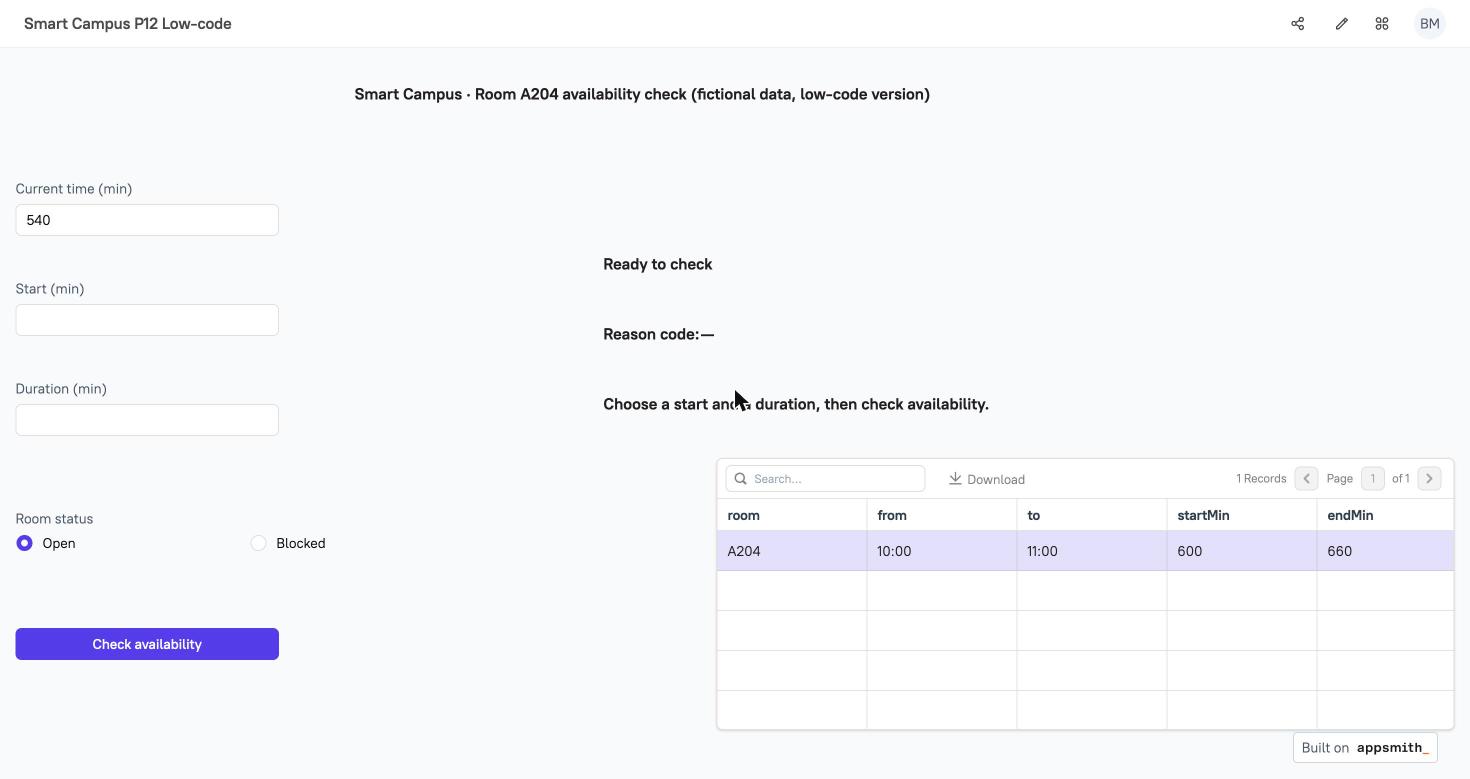 Smart Campus P12 Low-code
BM
Smart Campus · Room A204 availability check (fictional data, low-code version)
Current time (min)
540
Start (min)
Duration (min)
Room status
Open
Blocked
Check availability
Ready to check
Reason code:—
Choose a start and a duration, then check availability.
Search...
Download
1 Records
Page
1
of 1
room from to startMin endMin
A204 10:00 11:00 600 660
Built on appsmith_